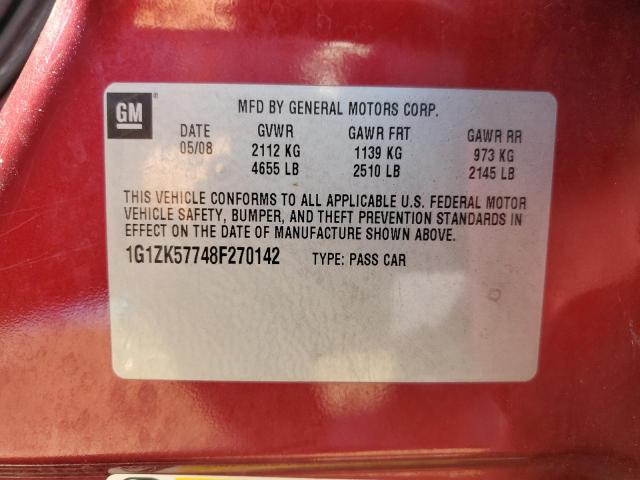 GM
MFD BY GENERAL MOTORS CORP.
DATE GVWR GAWR FRT GAWR RR
05/08 2112 KG 1139 KG 973 KG
4655 LB 2510 LB 2145 LB
THIS VEHICLE CONFORMS TO ALL APPLICABLE U.S. FEDERAL MOTOR
VEHICLE SAFETY, BUMPER, AND THEFT PREVENTION STANDARDS IN
EFFECT ON THE DATE OF MANUFACTURE SHOWN ABOVE.
1G1ZK57748F270142 TYPE: PASS CAR